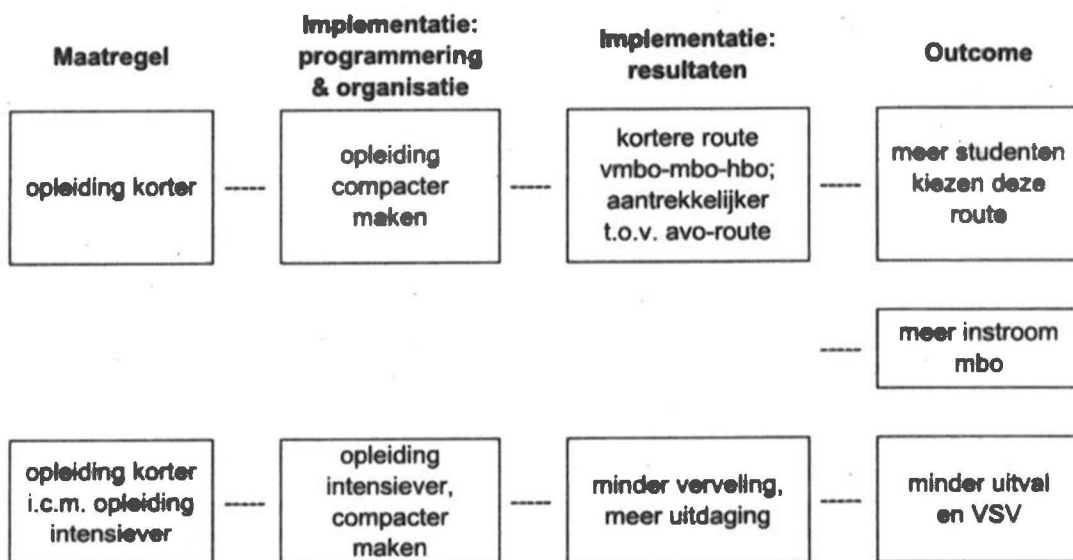 Maatregel
Implementatie:
programmering
& organisatie
Implementatie:
resultaten
Outcome
opleiding korter
-----
opleiding
compacter
maken
-----
kortere route
vmbo-mbo-hbo;
aantrekkelijker
t.o.v. avo-route
-----
meer studenten
kiezen deze
route
-----
meer instroom
mbo
opleiding korter
i.c.m. opleiding
intensiever
-----
opleiding
intensiever,
compacter
maken
-----
minder verveling,
meer uitdaging
-----
minder uitval
en VSV